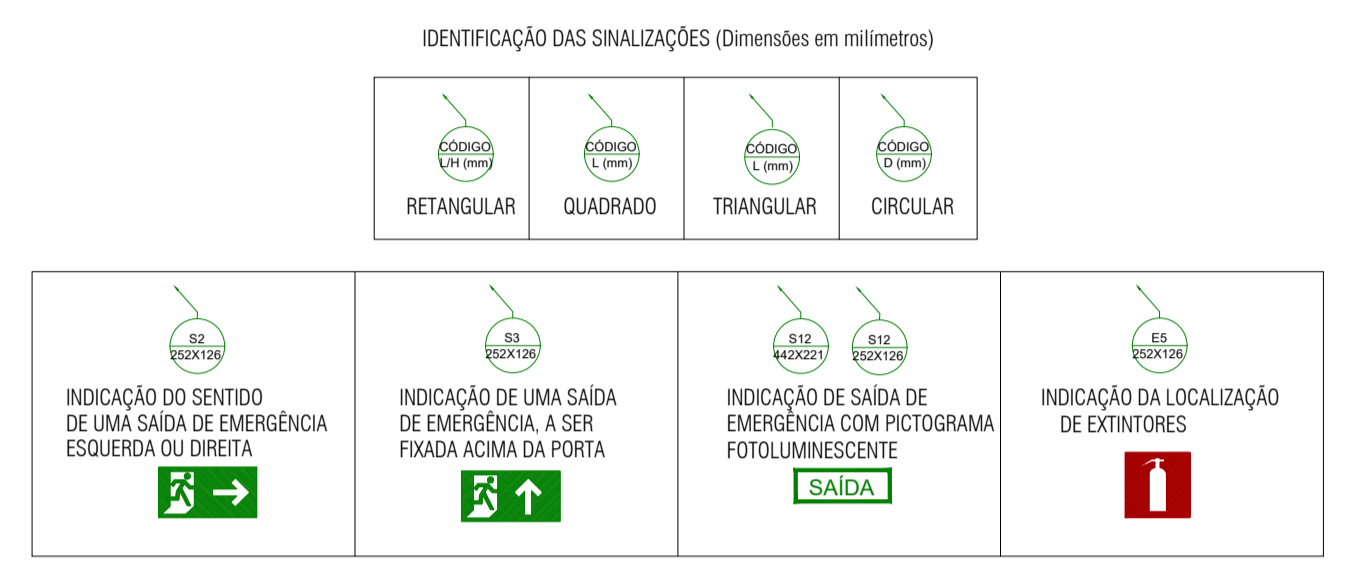 IDENTIFICAÇÃO DAS SINALIZAÇÕES (Dimensões em milímetros)
CÓDIGO
L/H (mm)
RETANGULAR
CÓDIGO
L (mm)
QUADRADO
CÓDIGO
L (mm)
TRIANGULAR
CÓDIGO
D (mm)
CIRCULAR
S2
252X126
INDICAÇÃO DO SENTIDO
DE UMA SAÍDA DE EMERGÊNCIA
ESQUERDA OU DIREITA
S3
252X126
INDICAÇÃO DE UMA SAÍDA
DE EMERGÊNCIA, A SER
FIXADA ACIMA DA PORTA
S12
442X221
S12
252X126
INDICAÇÃO DE SAÍDA DE
EMERGÊNCIA COM PICTOGRAMA
FOTOLUMINESCENTE
SAÍDA
E5
252X126
INDICAÇÃO DA LOCALIZAÇÃO
DE EXTINTORES